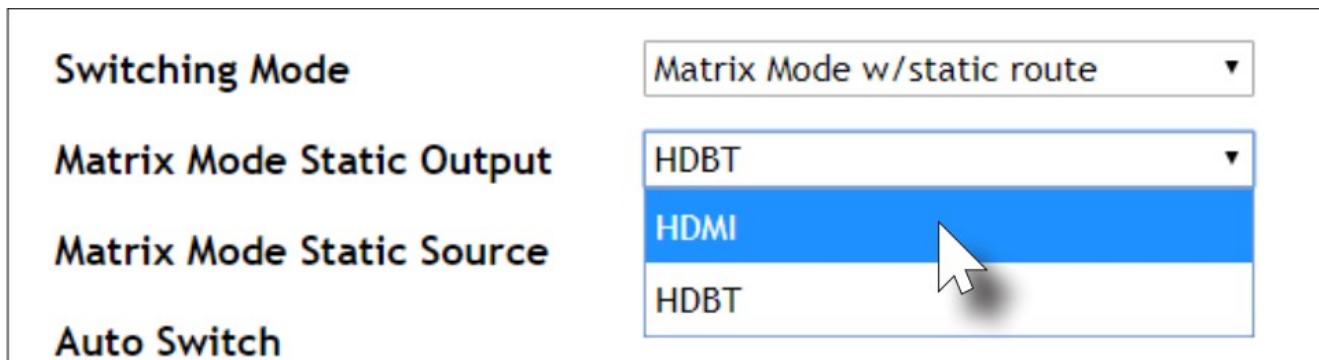 Switching Mode Matrix Mode w/static route
Matrix Mode Static Output HDBT
HDMI
Matrix Mode Static Source
HDBT
Auto Switch